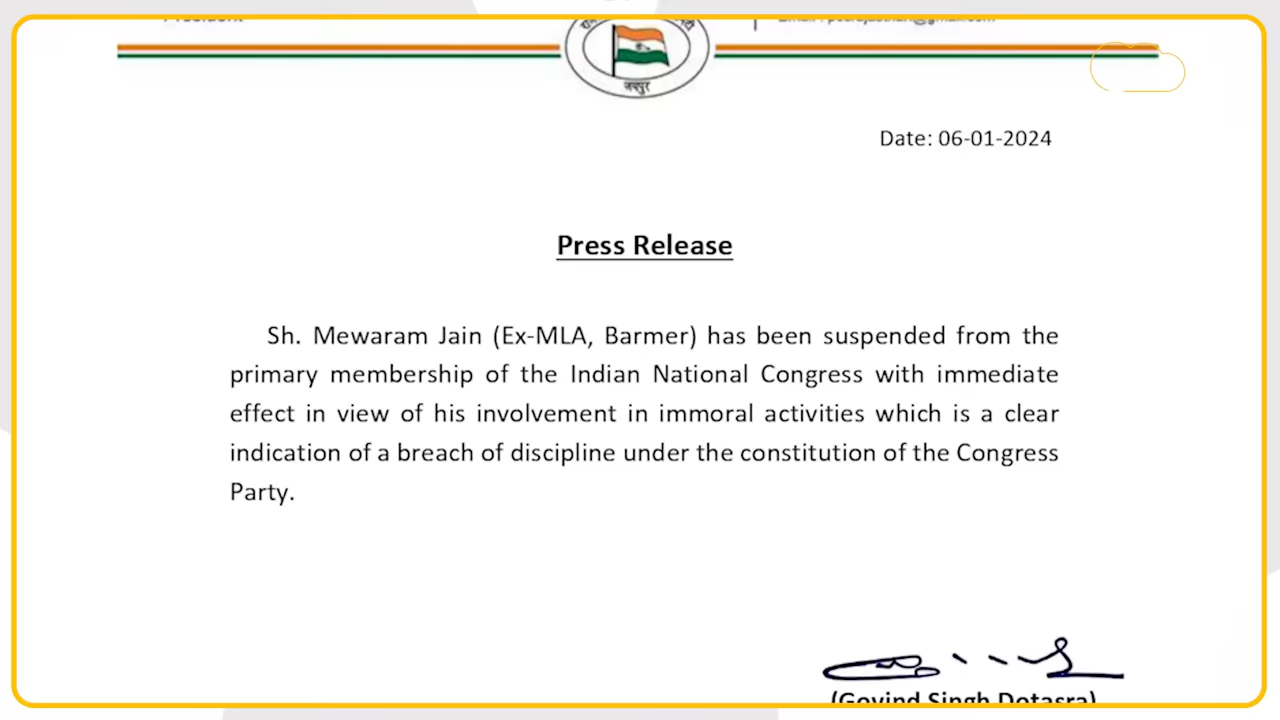 President
जयपुर
Date: 06-01-2024
Press Release
Sh. Mewaram Jain (Ex-MLA, Barmer) has been suspended from the
primary membership of the Indian National Congress with immediate
effect in view of his involvement in immoral activities which is a clear
indication of a breach of discipline under the constitution of the Congress
Party.
(Govind Singh Dotasra)